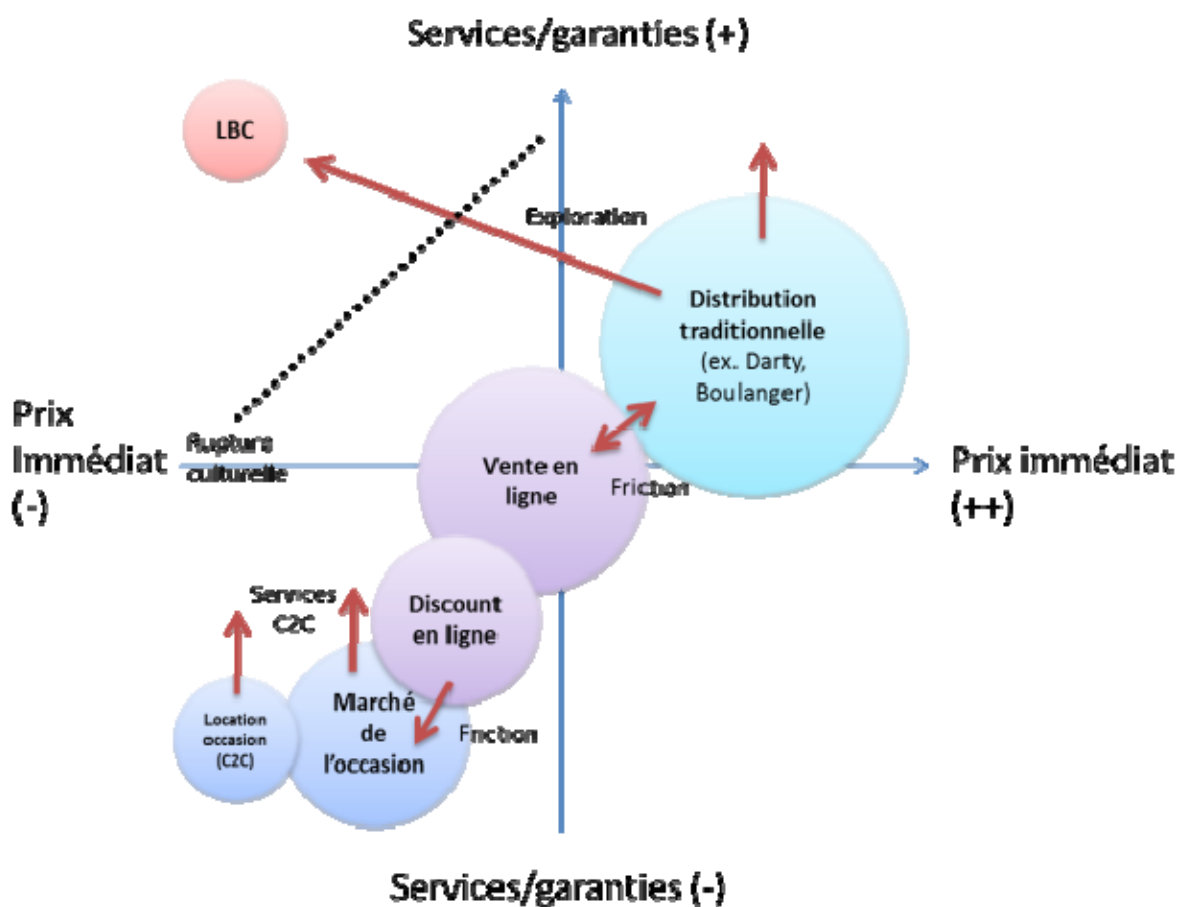 Services/garanties (+)
LBC
Exploration
Distribution
traditionnelle
(ex. Darty,
Boulanger)
Prix
Immédiat
(-)
Rupture
culturelle
Vente en
ligne
Friction
Prix immédiat
(++)
Services
C2C
Discount
en ligne
Location
occasion
(C2C)
Marché
de
l'occasion
Friction
Services/garanties (-)